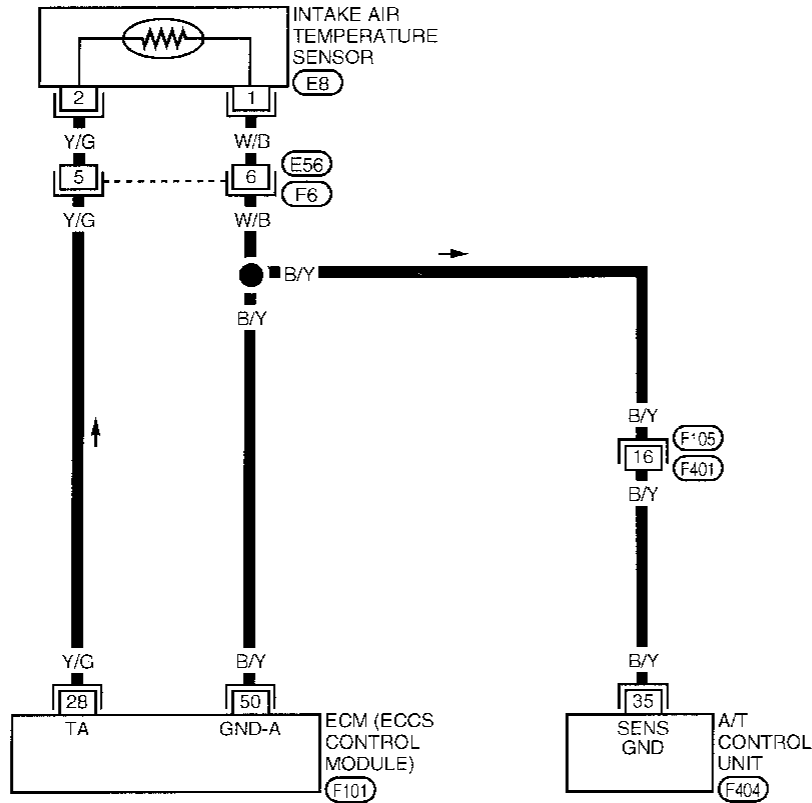 INTAKE AIR
TEMPERATURE
SENSOR
E8
2
1
Y/G
W/B
5
6
E56
F6
Y/G
W/B
B/Y
B/Y
B/Y
16
F105
F401
B/Y
Y/G
B/Y
B/Y
28
50
35
TA
GND-A
ECM (ECCS
CONTROL
MODULE)
F101
SENS
GND
A/T
CONTROL
UNIT
F404